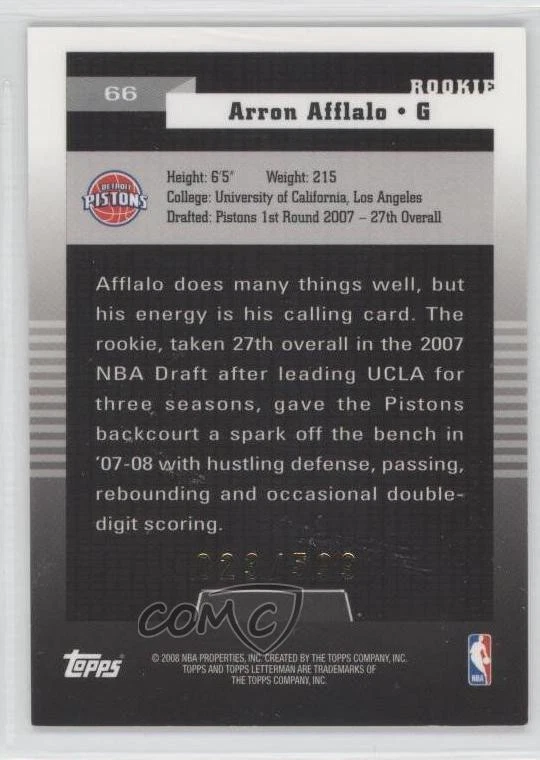 66
ROOKIE
Arron Afflalo • G
DETROIT
PISTONS
Height: 6'5" Weight: 215
College: University of California, Los Angeles
Drafted: Pistons 1st Round 2007 – 27th Overall
Afflalo does many things well, but
his energy is his calling card. The
rookie, taken 27th overall in the 2007
NBA Draft after leading UCLA for
three seasons, gave the Pistons
backcourt a spark off the bench in
'07-08 with hustling defense, passing,
rebounding and occasional double-
digit scoring.
COMC
Topps
© 2008 NBA PROPERTIES, INC. CREATED BY THE TOPPS COMPANY, INC.
TOPPS AND TOPPS LETTERMAN ARE TRADEMARKS OF
THE TOPPS COMPANY, INC.
NBA